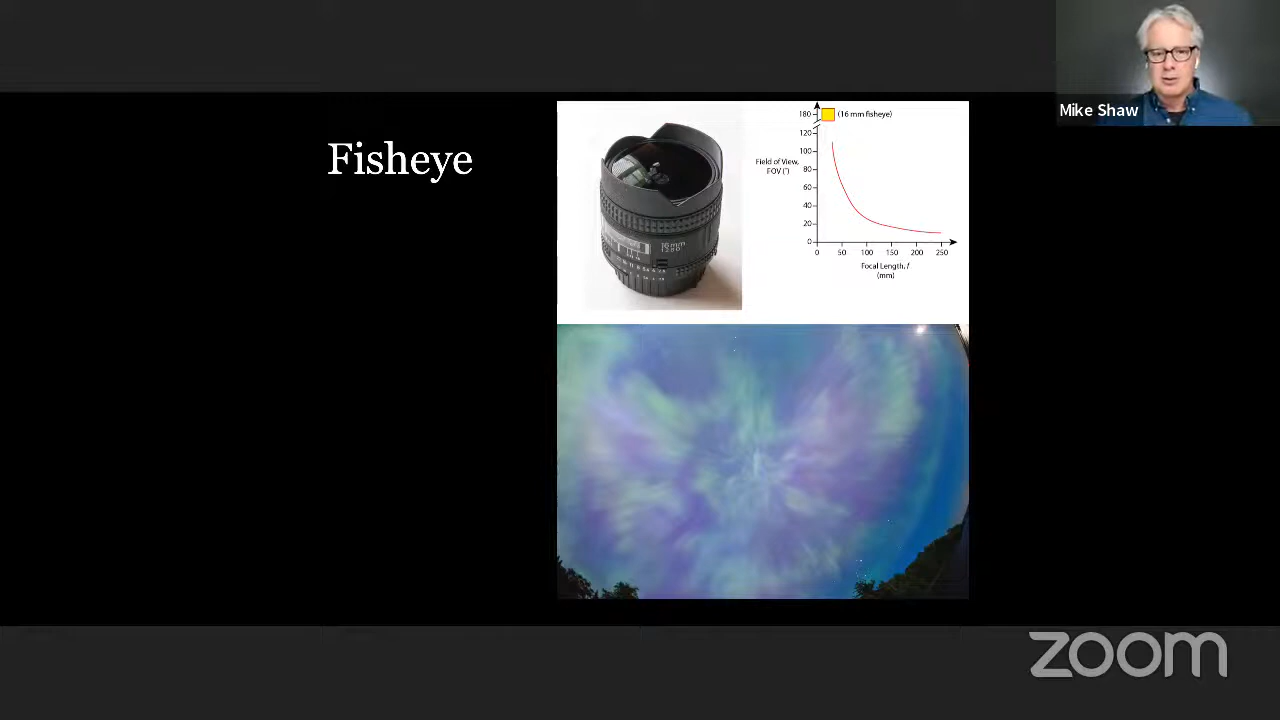 Mike Shaw
Fisheye
180
(16 mm fisheye)
120
100
Field of View,
FOV (°)
80
60
40
20
0
0 50 100 150 200 250
Focal Length, f
(mm)
16mm
zoom